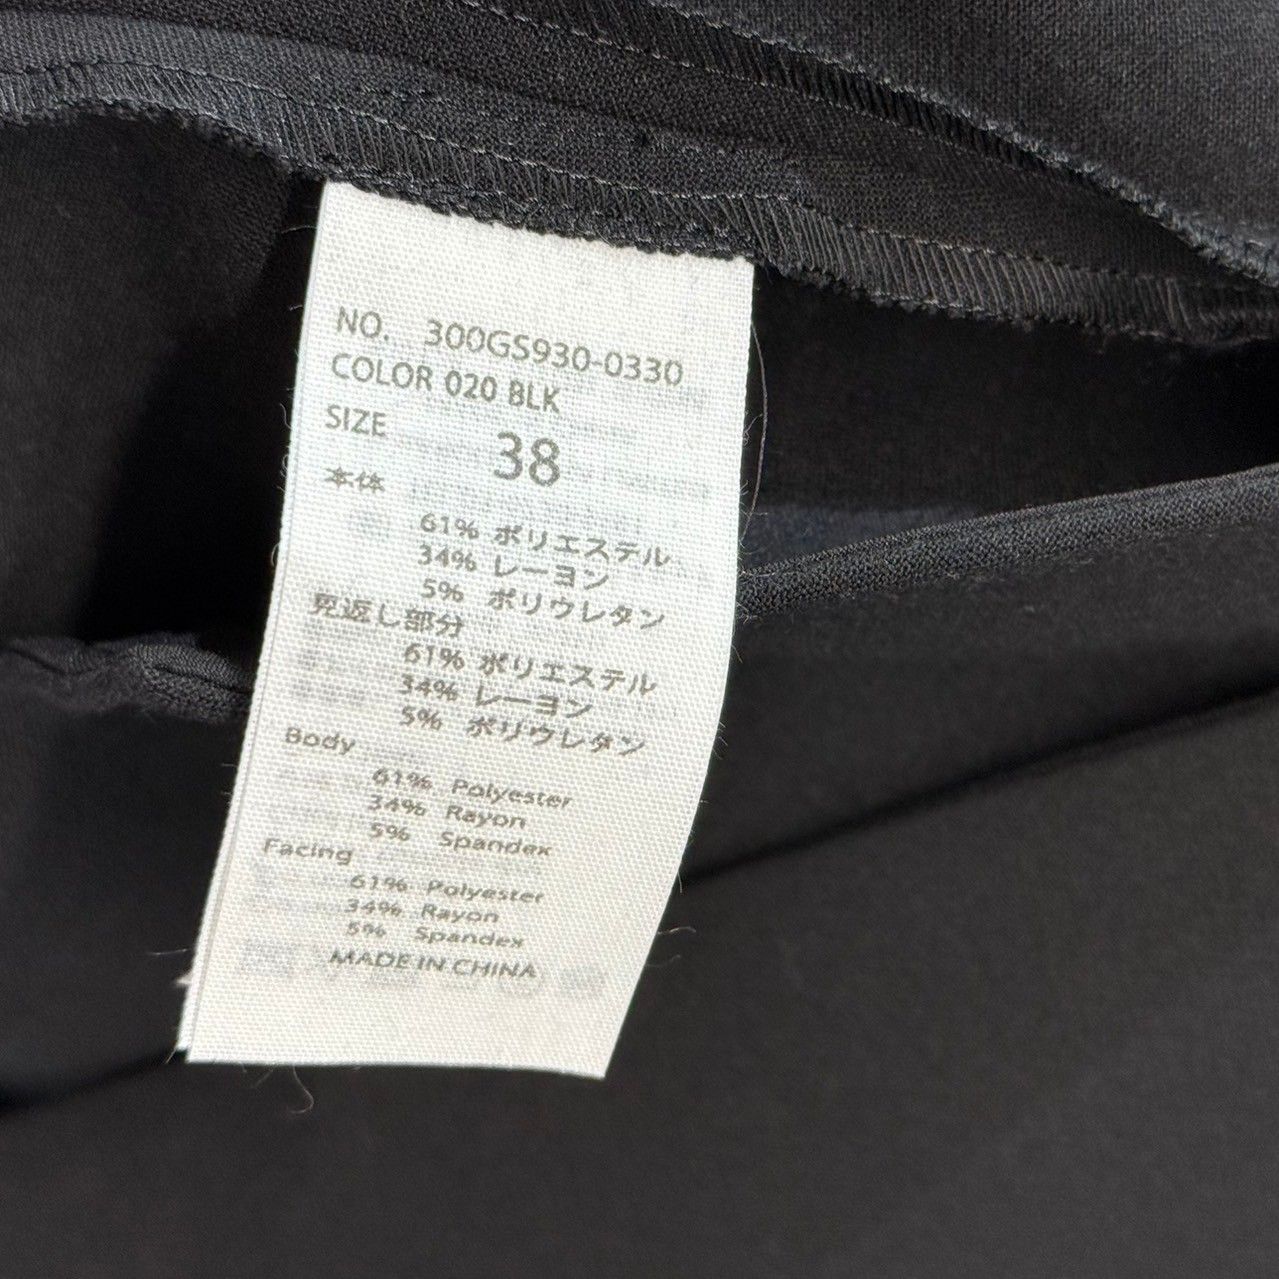 NO. 300GS930-0330
COLOR 020 BLK
SIZE 38
本体
61% ポリエステル
34% レーヨン
5% ポリウレタン
見返し部分
61% ポリエステル
34% レーヨン
5% ポリウレタン
Body
61% Polyester
34% Rayon
5% Spandex
Facing
61% Polyester
34% Rayon
5% Spandex
MADE IN CHINA